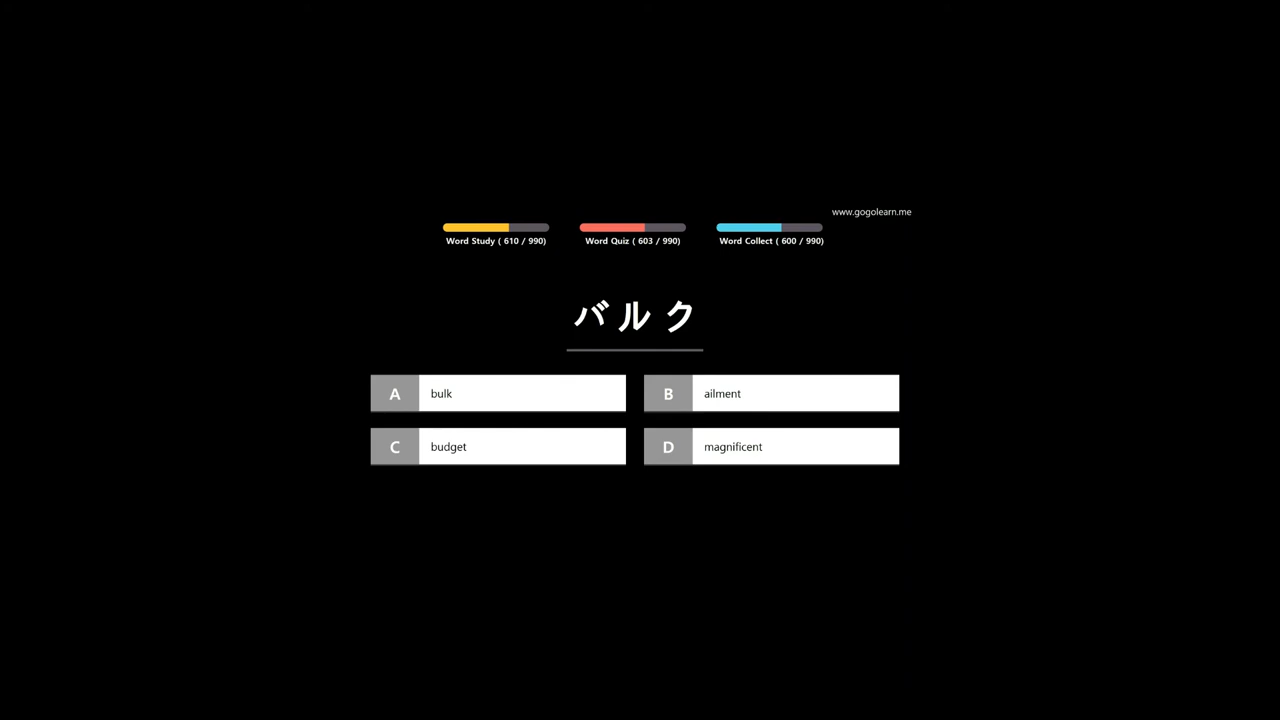 www.gogolearn.me
Word Study ( 610 / 990)
Word Quiz ( 603 / 990)
Word Collect ( 600 / 990)
バルク
A bulk
B ailment
C budget
D magnificent